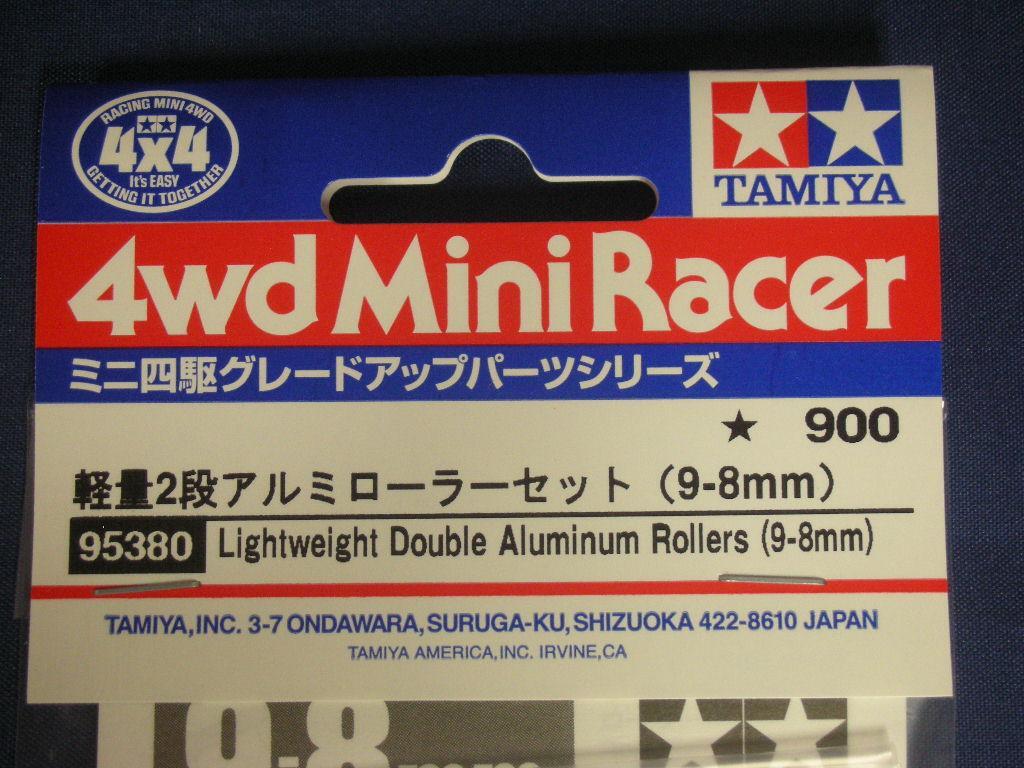 RACING MINI 4WD
4x4
It's EASY
GETTING IT TOGETHER
TAMIYA
4wd Mini Racer
ミニ四駆グレードアップパーツシリーズ
★ 900
軽量2段アルミローラーセット（9-8mm）
95380 Lightweight Double Aluminum Rollers (9-8mm)
TAMIYA,INC. 3-7 ONDAWARA, SURUGA-KU, SHIZUOKA 422-8610 JAPAN
TAMIYA AMERICA, INC. IRVINE, CA
9-8